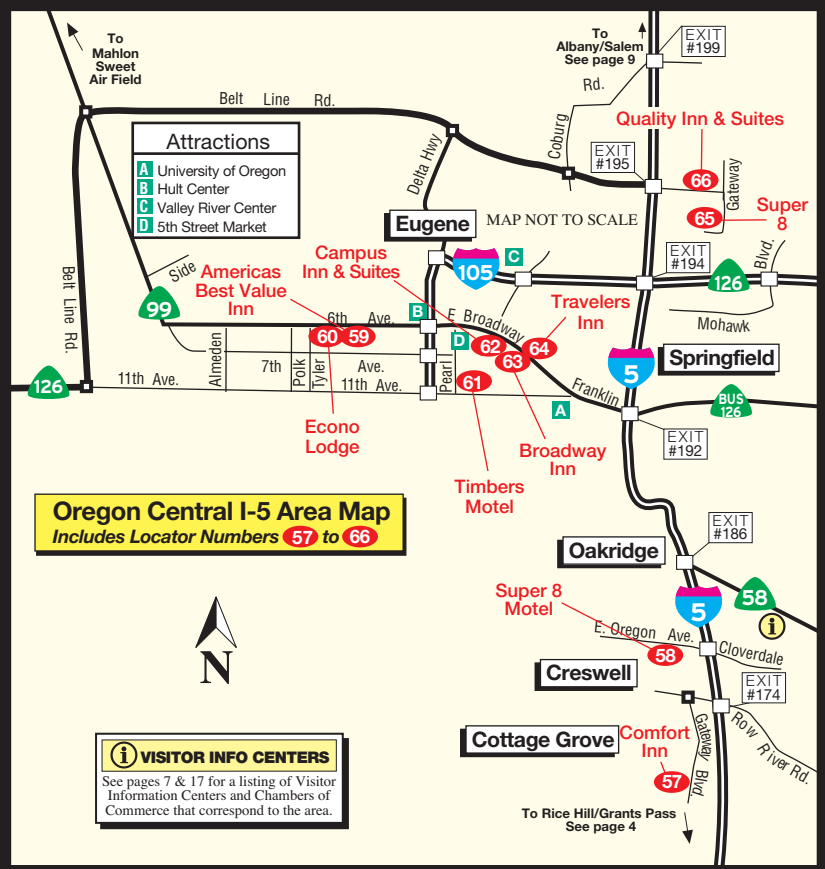 To
Mahlon
Sweet
Air Field
To
Albany/Salem
See page 9
EXIT
#199
Belt Line Rd.
Coburg Rd.
Quality Inn & Suites
Attractions
A University of Oregon
B Hult Center
C Valley River Center
D 5th Street Market
Delta Hwy
EXIT
#195
66
Gateway
65
Super
8
Eugene
MAP NOT TO SCALE
Campus
Inn & Suites
105
C
EXIT
#194
126
Blvd.
Side
Americas
Best Value
Inn
99
Belt Line Rd.
Travelers
Inn
Mohawk
B
6th Ave.
E Broadway
60
59
D
62
63
64
5
Springfield
Almeden
7th Ave.
Polk
Tyler
Pearl
126
11th Ave.
11th Ave.
61
A
Franklin
BUS
126
Econo
Lodge
Broadway
Inn
EXIT
#192
Timbers
Motel
Oregon Central I-5 Area Map
Includes Locator Numbers 57 to 66
EXIT
#186
Oakridge
Super 8
Motel
5
58
i
E. Oregon Ave.
Cloverdale
58
N
Creswell
EXIT
#174
Cottage Grove
Comfort
Inn
Gateway Blvd.
Row River Rd.
57
i VISITOR INFO CENTERS
See pages 7 & 17 for a listing of Visitor
Information Centers and Chambers of
Commerce that correspond to the area.
To Rice Hill/Grants Pass
See page 4